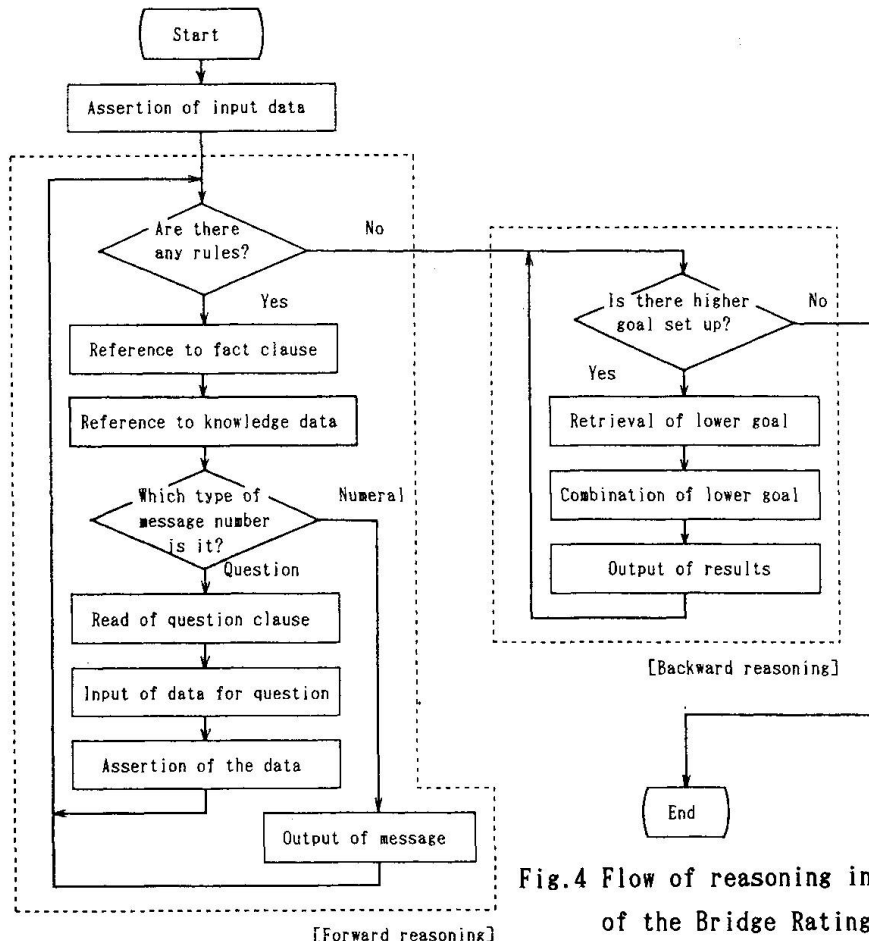 Start
Assertion of input data
Are there
any rules?
No
Yes
Reference to fact clause
Reference to knowledge data
Which type of
message number
is it?
Numeral
Question
Read of question clause
Input of data for question
Assertion of the data
Output of message
[Forward reasoning]
Is there higher
goal set up?
No
Yes
Retrieval of lower goal
Combination of lower goal
Output of results
[Backward reasoning]
End
Fig.4 Flow of reasoning in
of the Bridge Rating